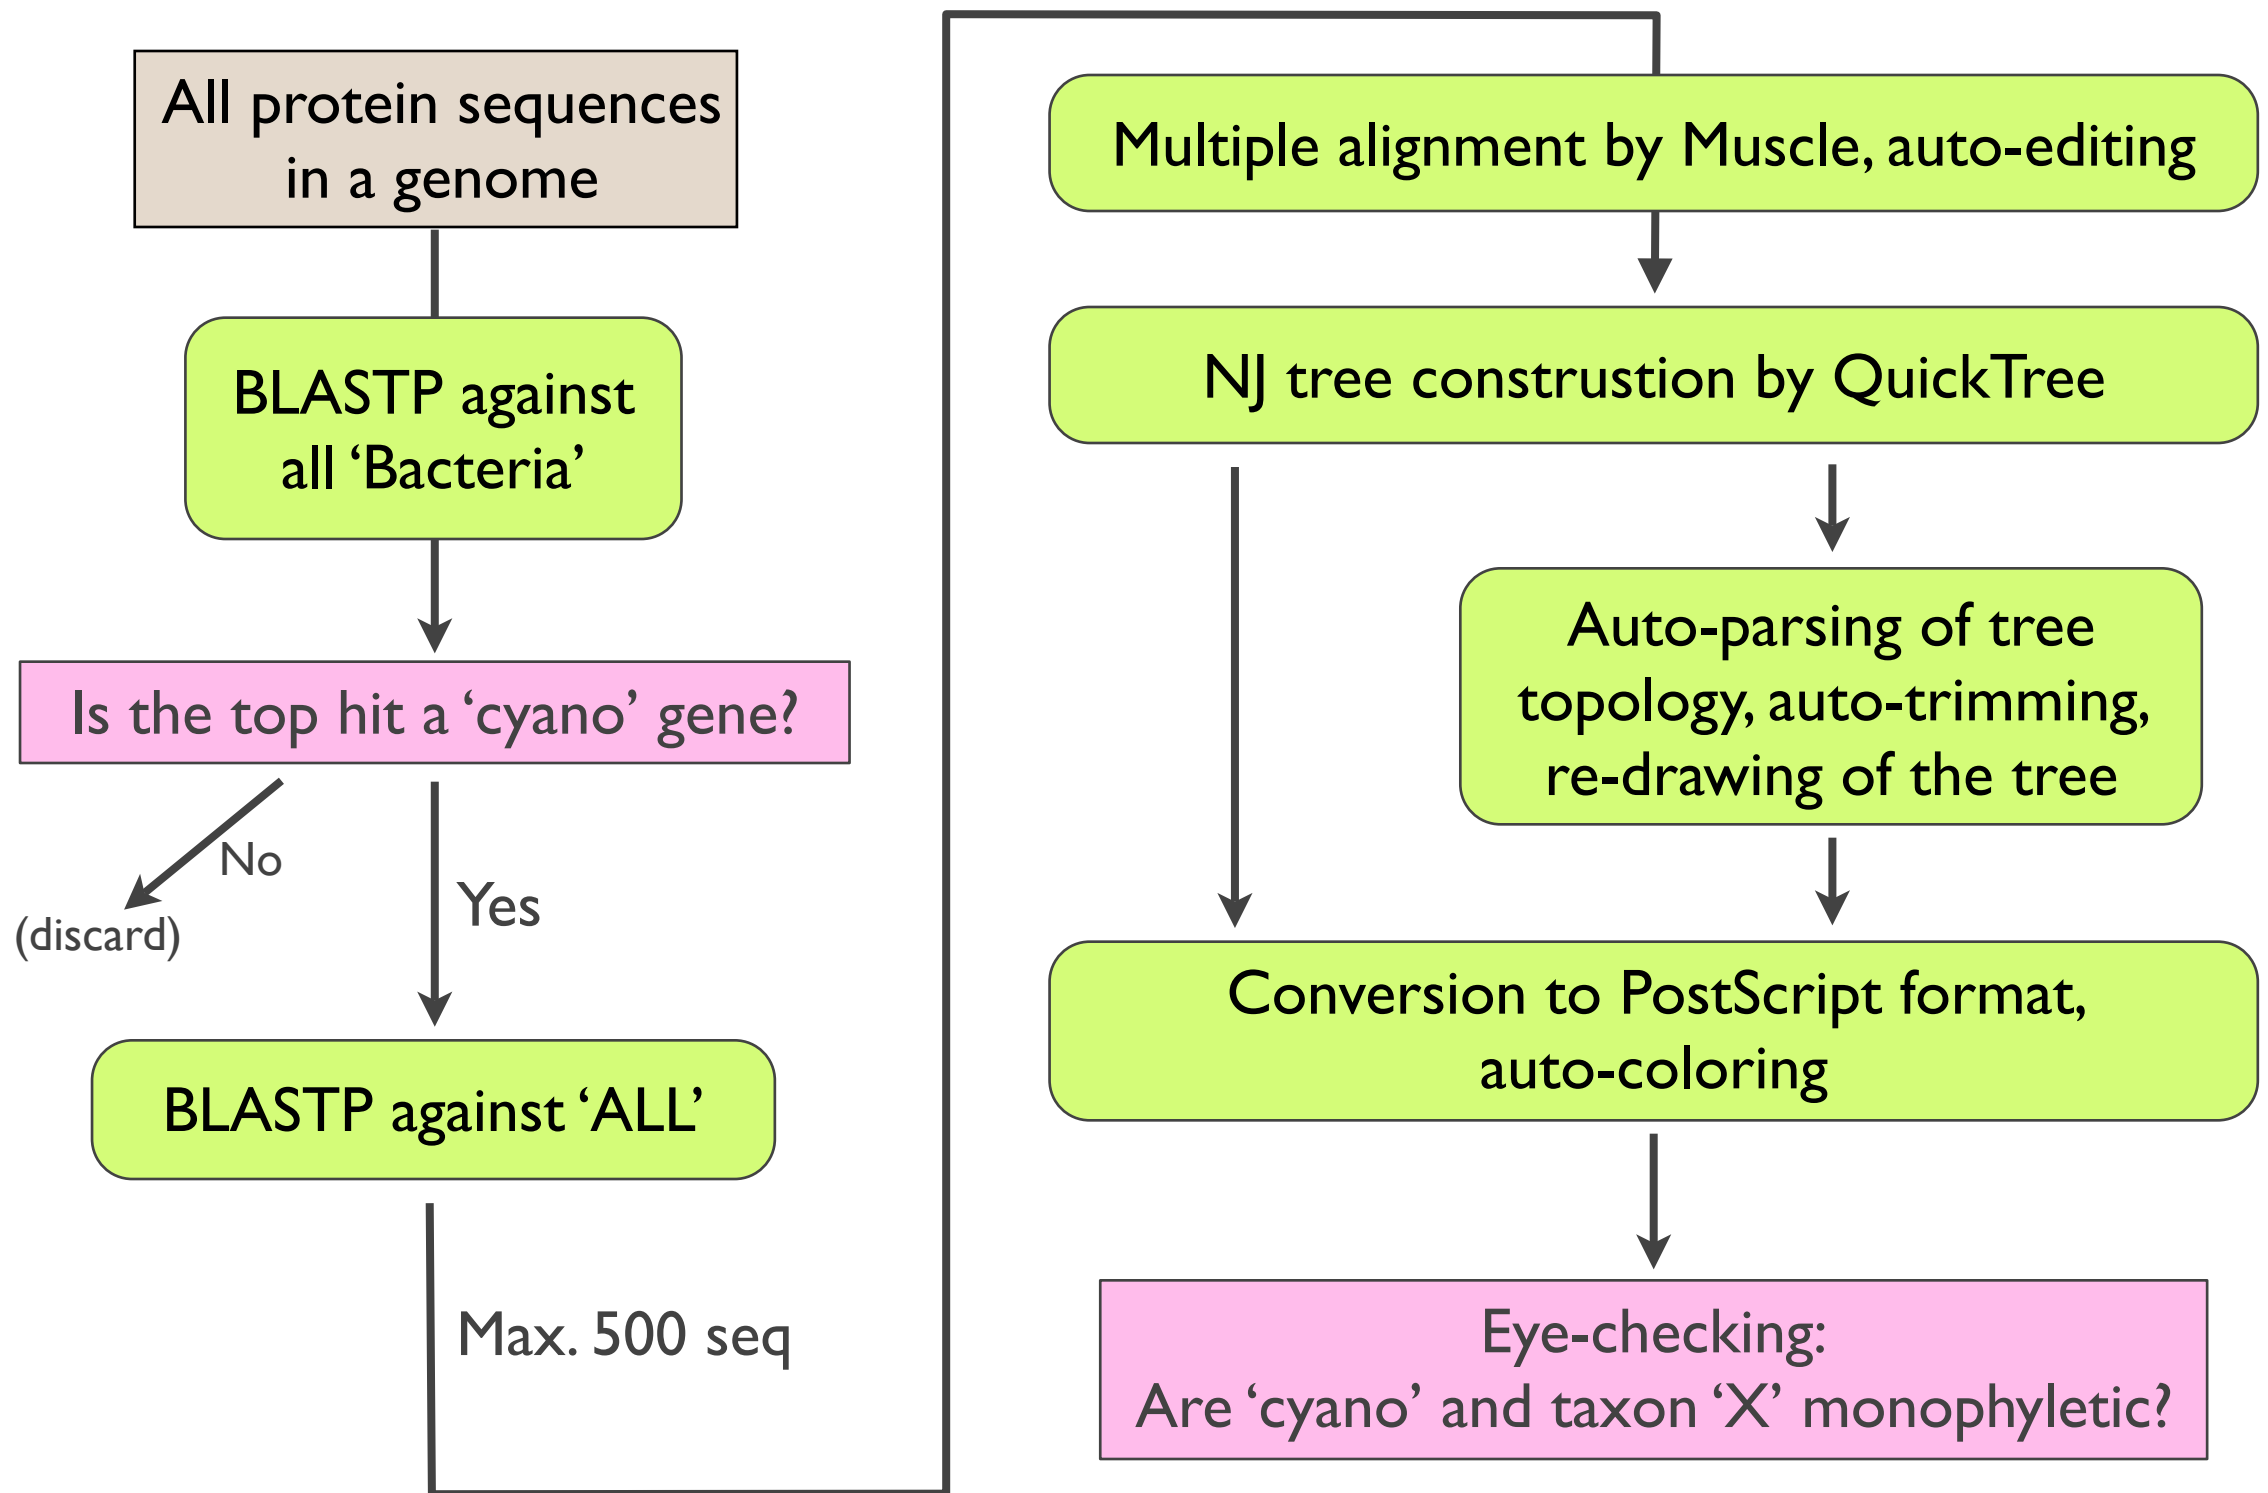 All protein sequences
in a genome
BLASTP against
all ‘Bacteria’
Is the top hit a ‘cyano’ gene?
No
(discard)
Yes
BLASTP against ‘ALL’
Max. 500 seq
Multiple alignment by Muscle, auto-editing
NJ tree construstion by QuickTree
Auto-parsing of tree
topology, auto-trimming,
re-drawing of the tree
Conversion to PostScript format,
auto-coloring
Eye-checking:
Are ‘cyano’ and taxon ‘X’ monophyletic?